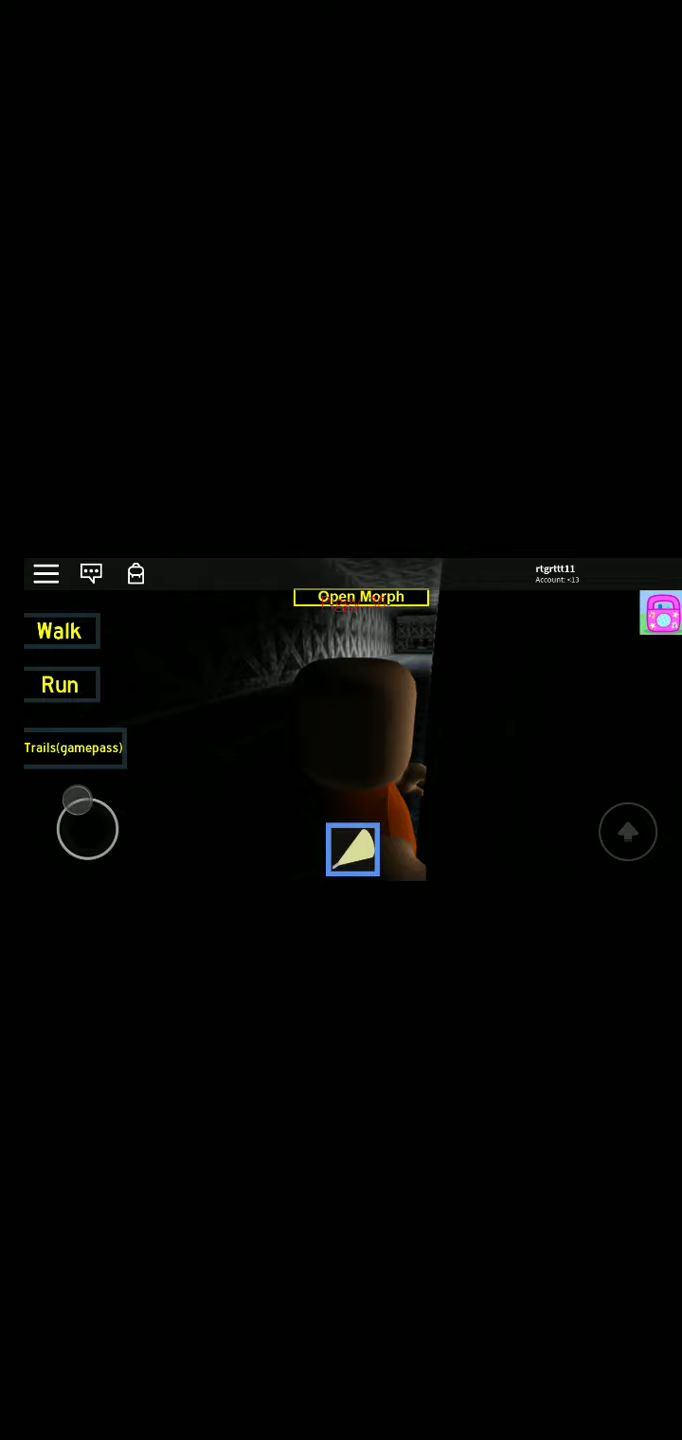 rtgrttt11
Account: <13
Open Morph
Walk
Run
Trails(gamepass)